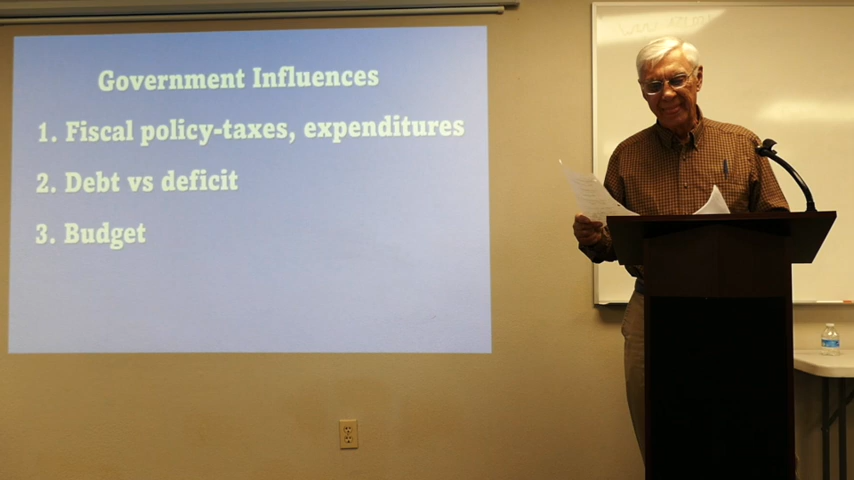 Government Influences
1. Fiscal policy-taxes, expenditures
2. Debt vs deficit
3. Budget